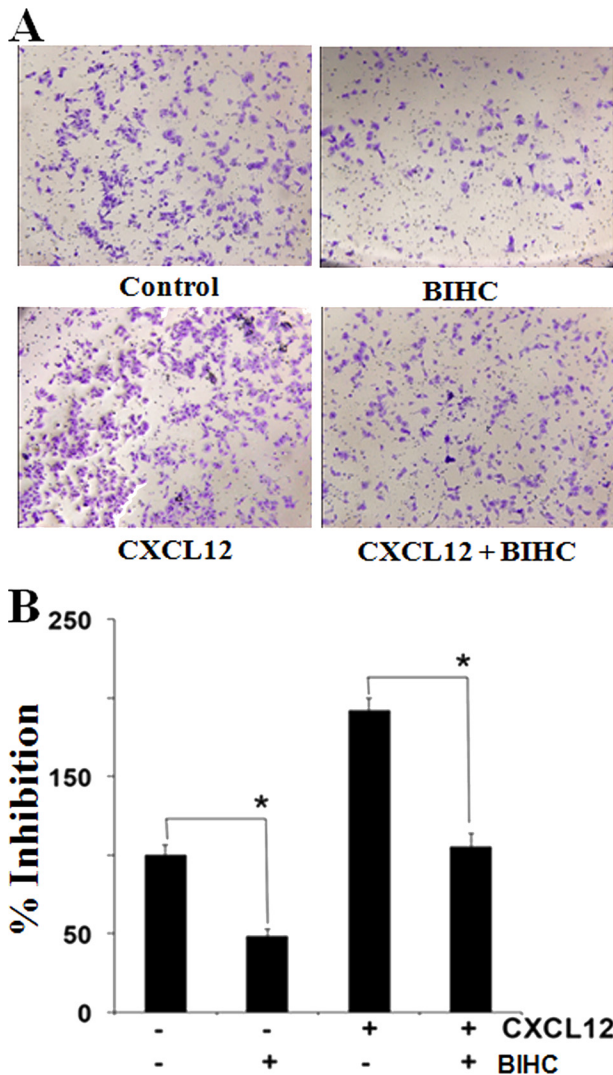 A
Control
BIHC
CXCL12
CXCL12 + BIHC
B
% Inhibition
250
150
50
0
*
*
- - + + CXCL12
- + - + BIHC